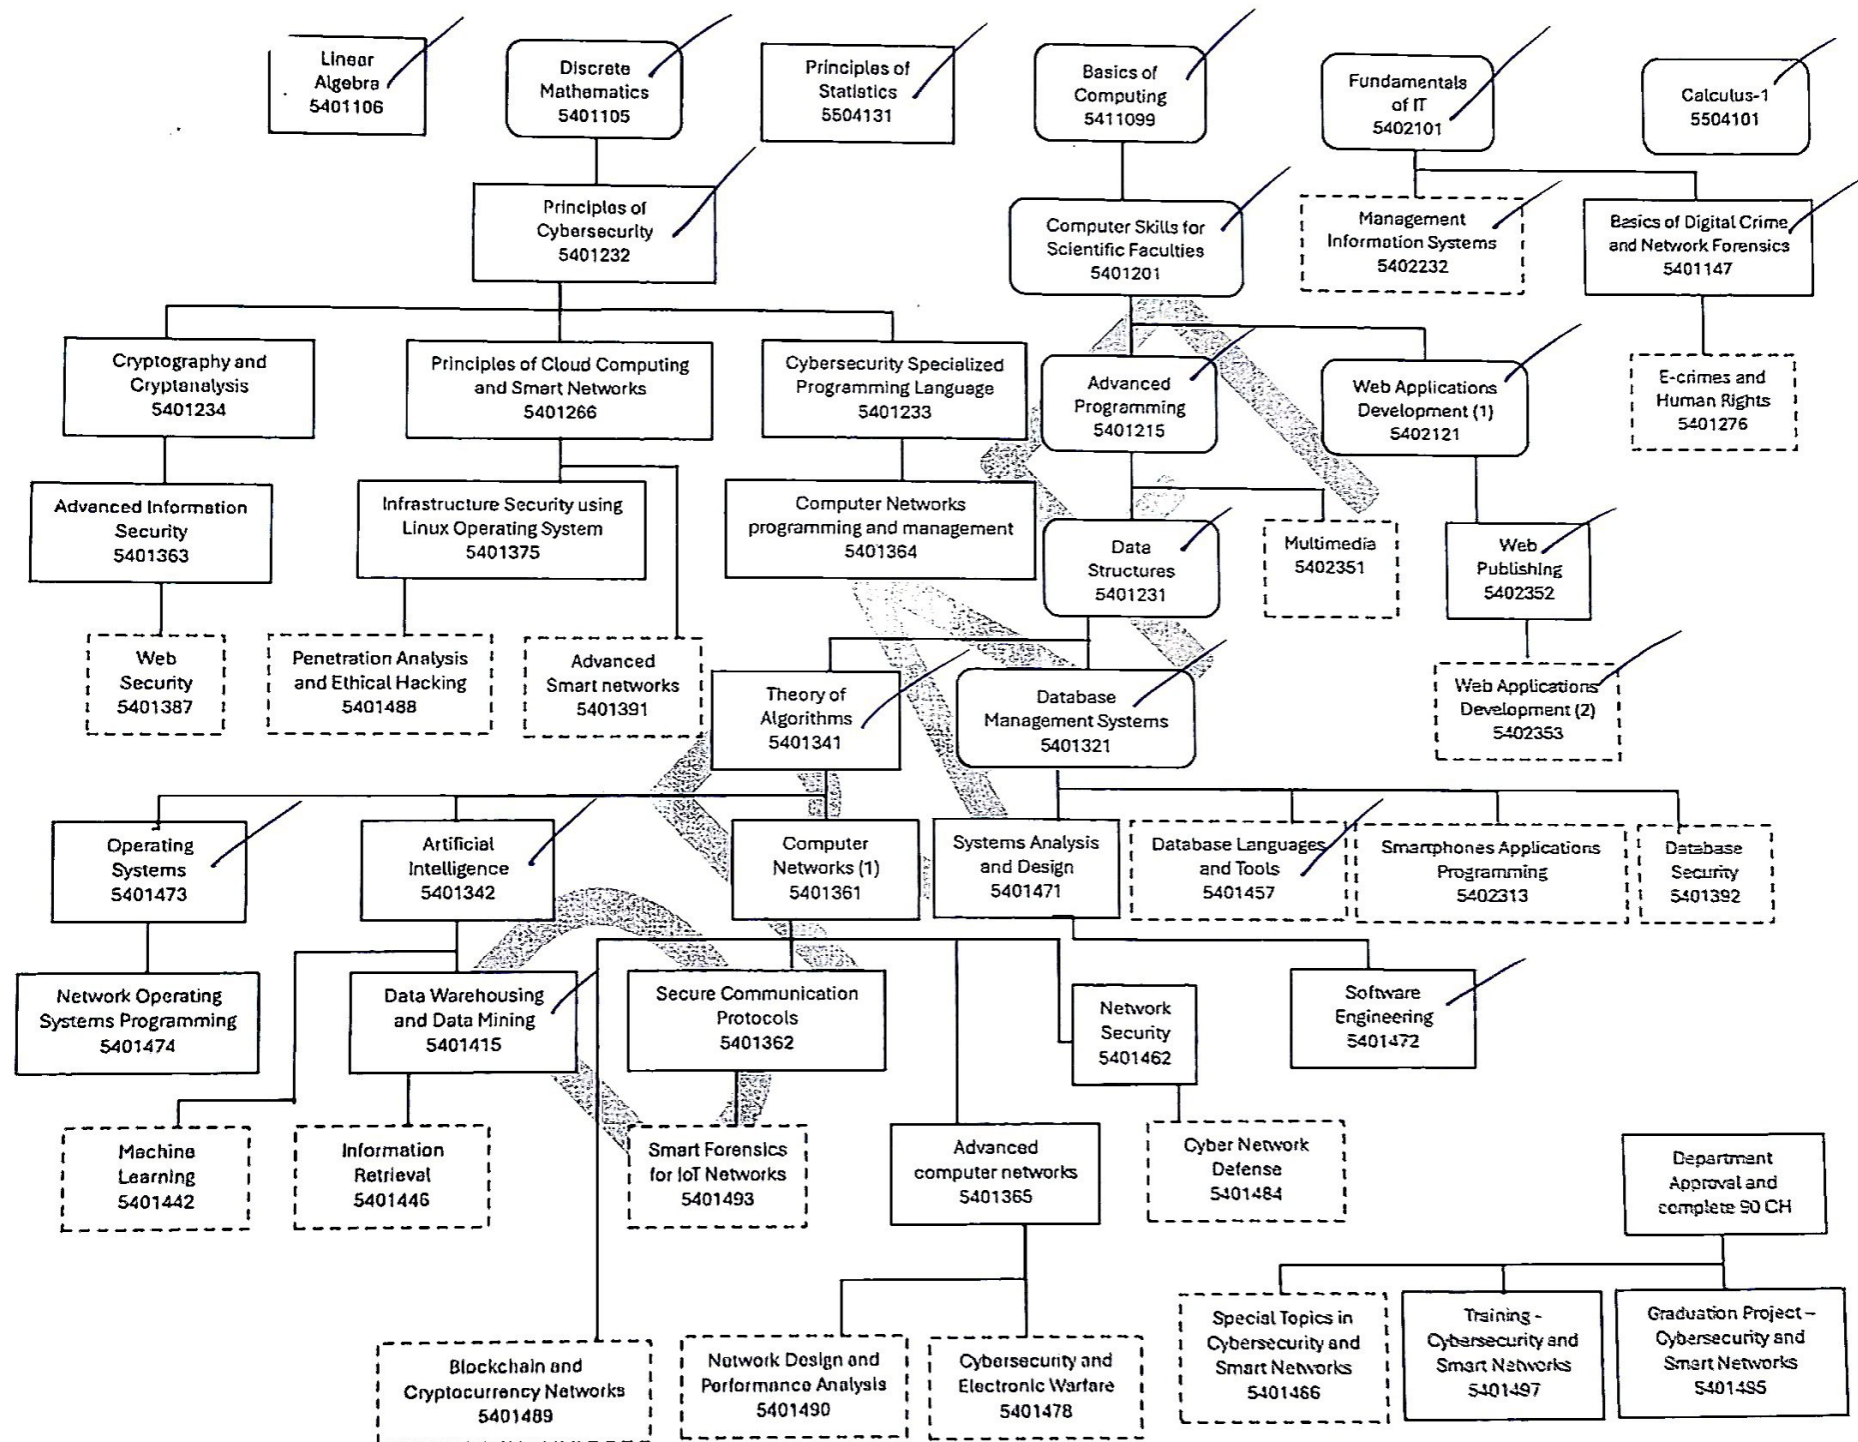 Linear
Algebra
5401106
Discrete
Mathematics
5401105
Principles of
Statistics
5504131
Basics of
Computing
5411099
Fundamentals
of IT
5402101
Calculus-1
5504101
Principles of
Cybersecurity
5401232
Computer Skills for
Scientific Faculties
5401201
Management
Information Systems
5402232
Basics of Digital Crime
and Network Forensics
5401147
Cryptography and
Cryptanalysis
5401234
Principles of Cloud Computing
and Smart Networks
5401266
Cybersecurity Specialized
Programming Language
5401233
Advanced
Programming
5401215
Web Applications
Development (1)
5402121
E-crimes and
Human Rights
5401276
Advanced Information
Security
5401363
Infrastructure Security using
Linux Operating System
5401375
Computer Networks
programming and management
5401364
Data
Structures
5401231
Multimedia
5402351
Web
Publishing
5402352
Web
Security
5401387
Penetration Analysis
and Ethical Hacking
5401488
Advanced
Smart networks
5401391
Theory of
Algorithms
5401341
Database
Management Systems
5401321
Web Applications
Development (2)
5402353
Operating
Systems
5401473
Artificial
Intelligence
5401342
Computer
Networks (1)
5401361
Systems Analysis
and Design
5401471
Database Languages
and Tools
5401457
Smartphones Applications
Programming
5402313
Database
Security
5401392
Network Operating
Systems Programming
5401474
Data Warehousing
and Data Mining
5401415
Secure Communication
Protocols
5401362
Network
Security
5401462
Software
Engineering
5401472
Machine
Learning
5401442
Information
Retrieval
5401446
Smart Forensics
for IoT Networks
5401493
Advanced
computer networks
5401365
Cyber Network
Defense
5401484
Department
Approval and
complete 90 CH
Blockchain and
Cryptocurrency Networks
5401489
Network Design and
Performance Analysis
5401490
Cybersecurity and
Electronic Warfare
5401478
Special Topics in
Cybersecurity and
Smart Networks
5401466
Training -
Cybersecurity and
Smart Networks
5401497
Graduation Project –
Cybersecurity and
Smart Networks
5401495